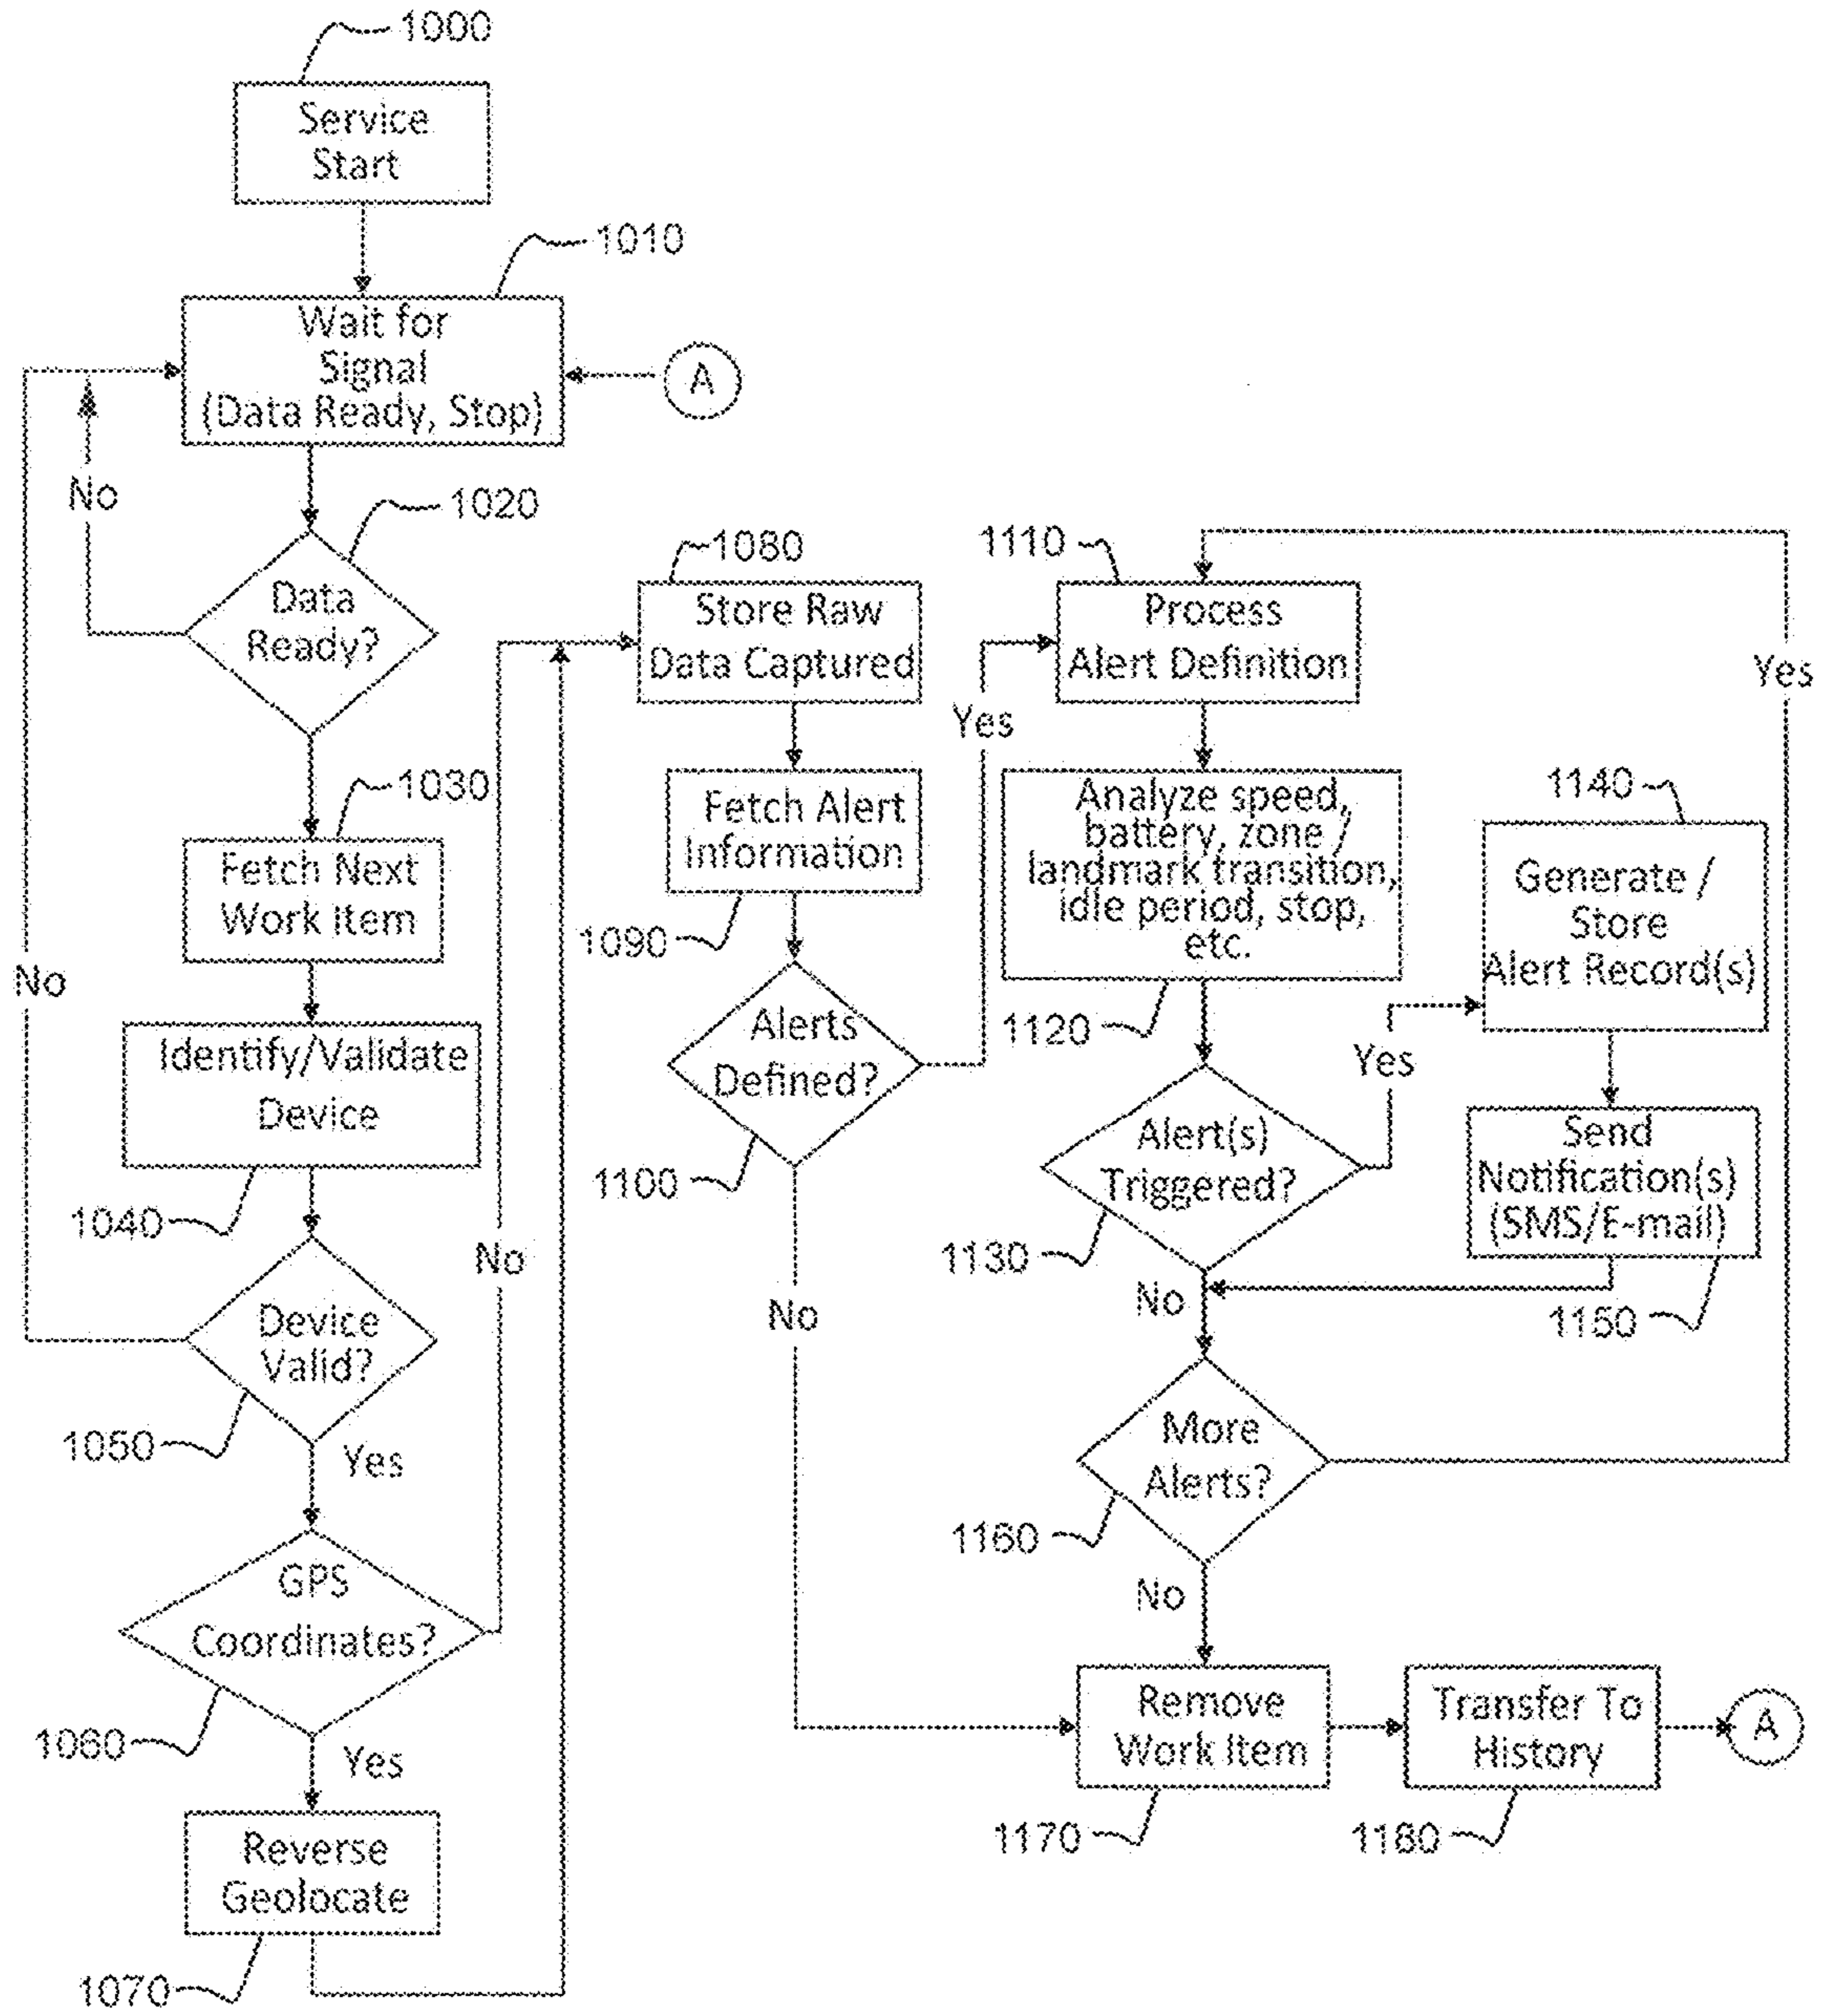 1000
Service
Start
1010
Wait for
Signal
(Data Ready, Stop)
A
No
1020
Data
Ready?
1030
Fetch Next
Work Item
No
Identify/Validate
Device
1040
Device
Valid?
1050
Yes
GPS
Coordinates?
1060
Yes
Reverse
Geolocate
1070
No
1080
Store Raw
Data Captured
Fetch Alert
Information
1090
Alerts
Defined?
1100
Yes
No
1110
Process
Alert Definition
Analyze speed,
battery, zone /
landmark transition,
idle period, stop,
etc.
1120
Alert(s)
Triggered?
1130
Yes
1140
Generate /
Store
Alert Record(s)
Send
Notification(s)
(SMS/E-mail)
1150
No
More
Alerts?
1160
Yes
No
Remove
Work Item
1170
Transfer To
History
1180
A